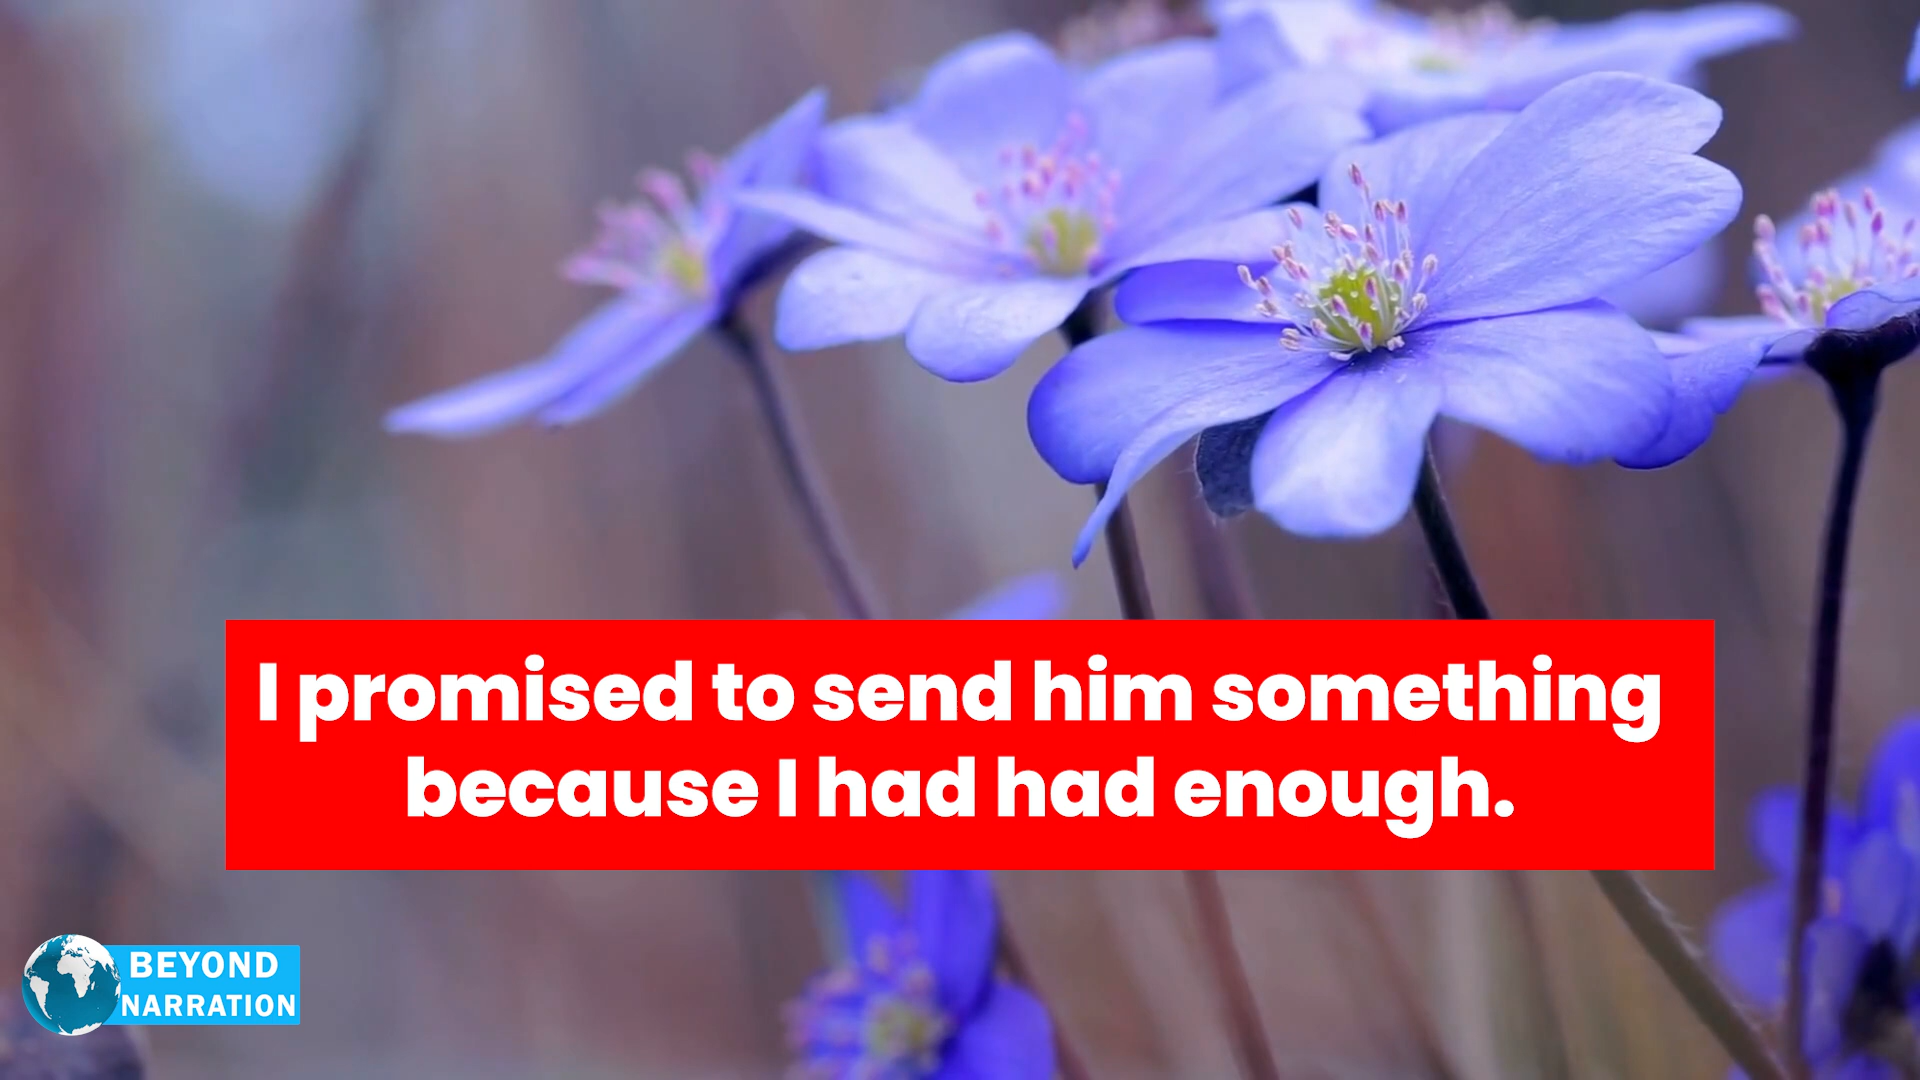 I promised to send him something
because I had had enough.
BEYOND
NARRATION